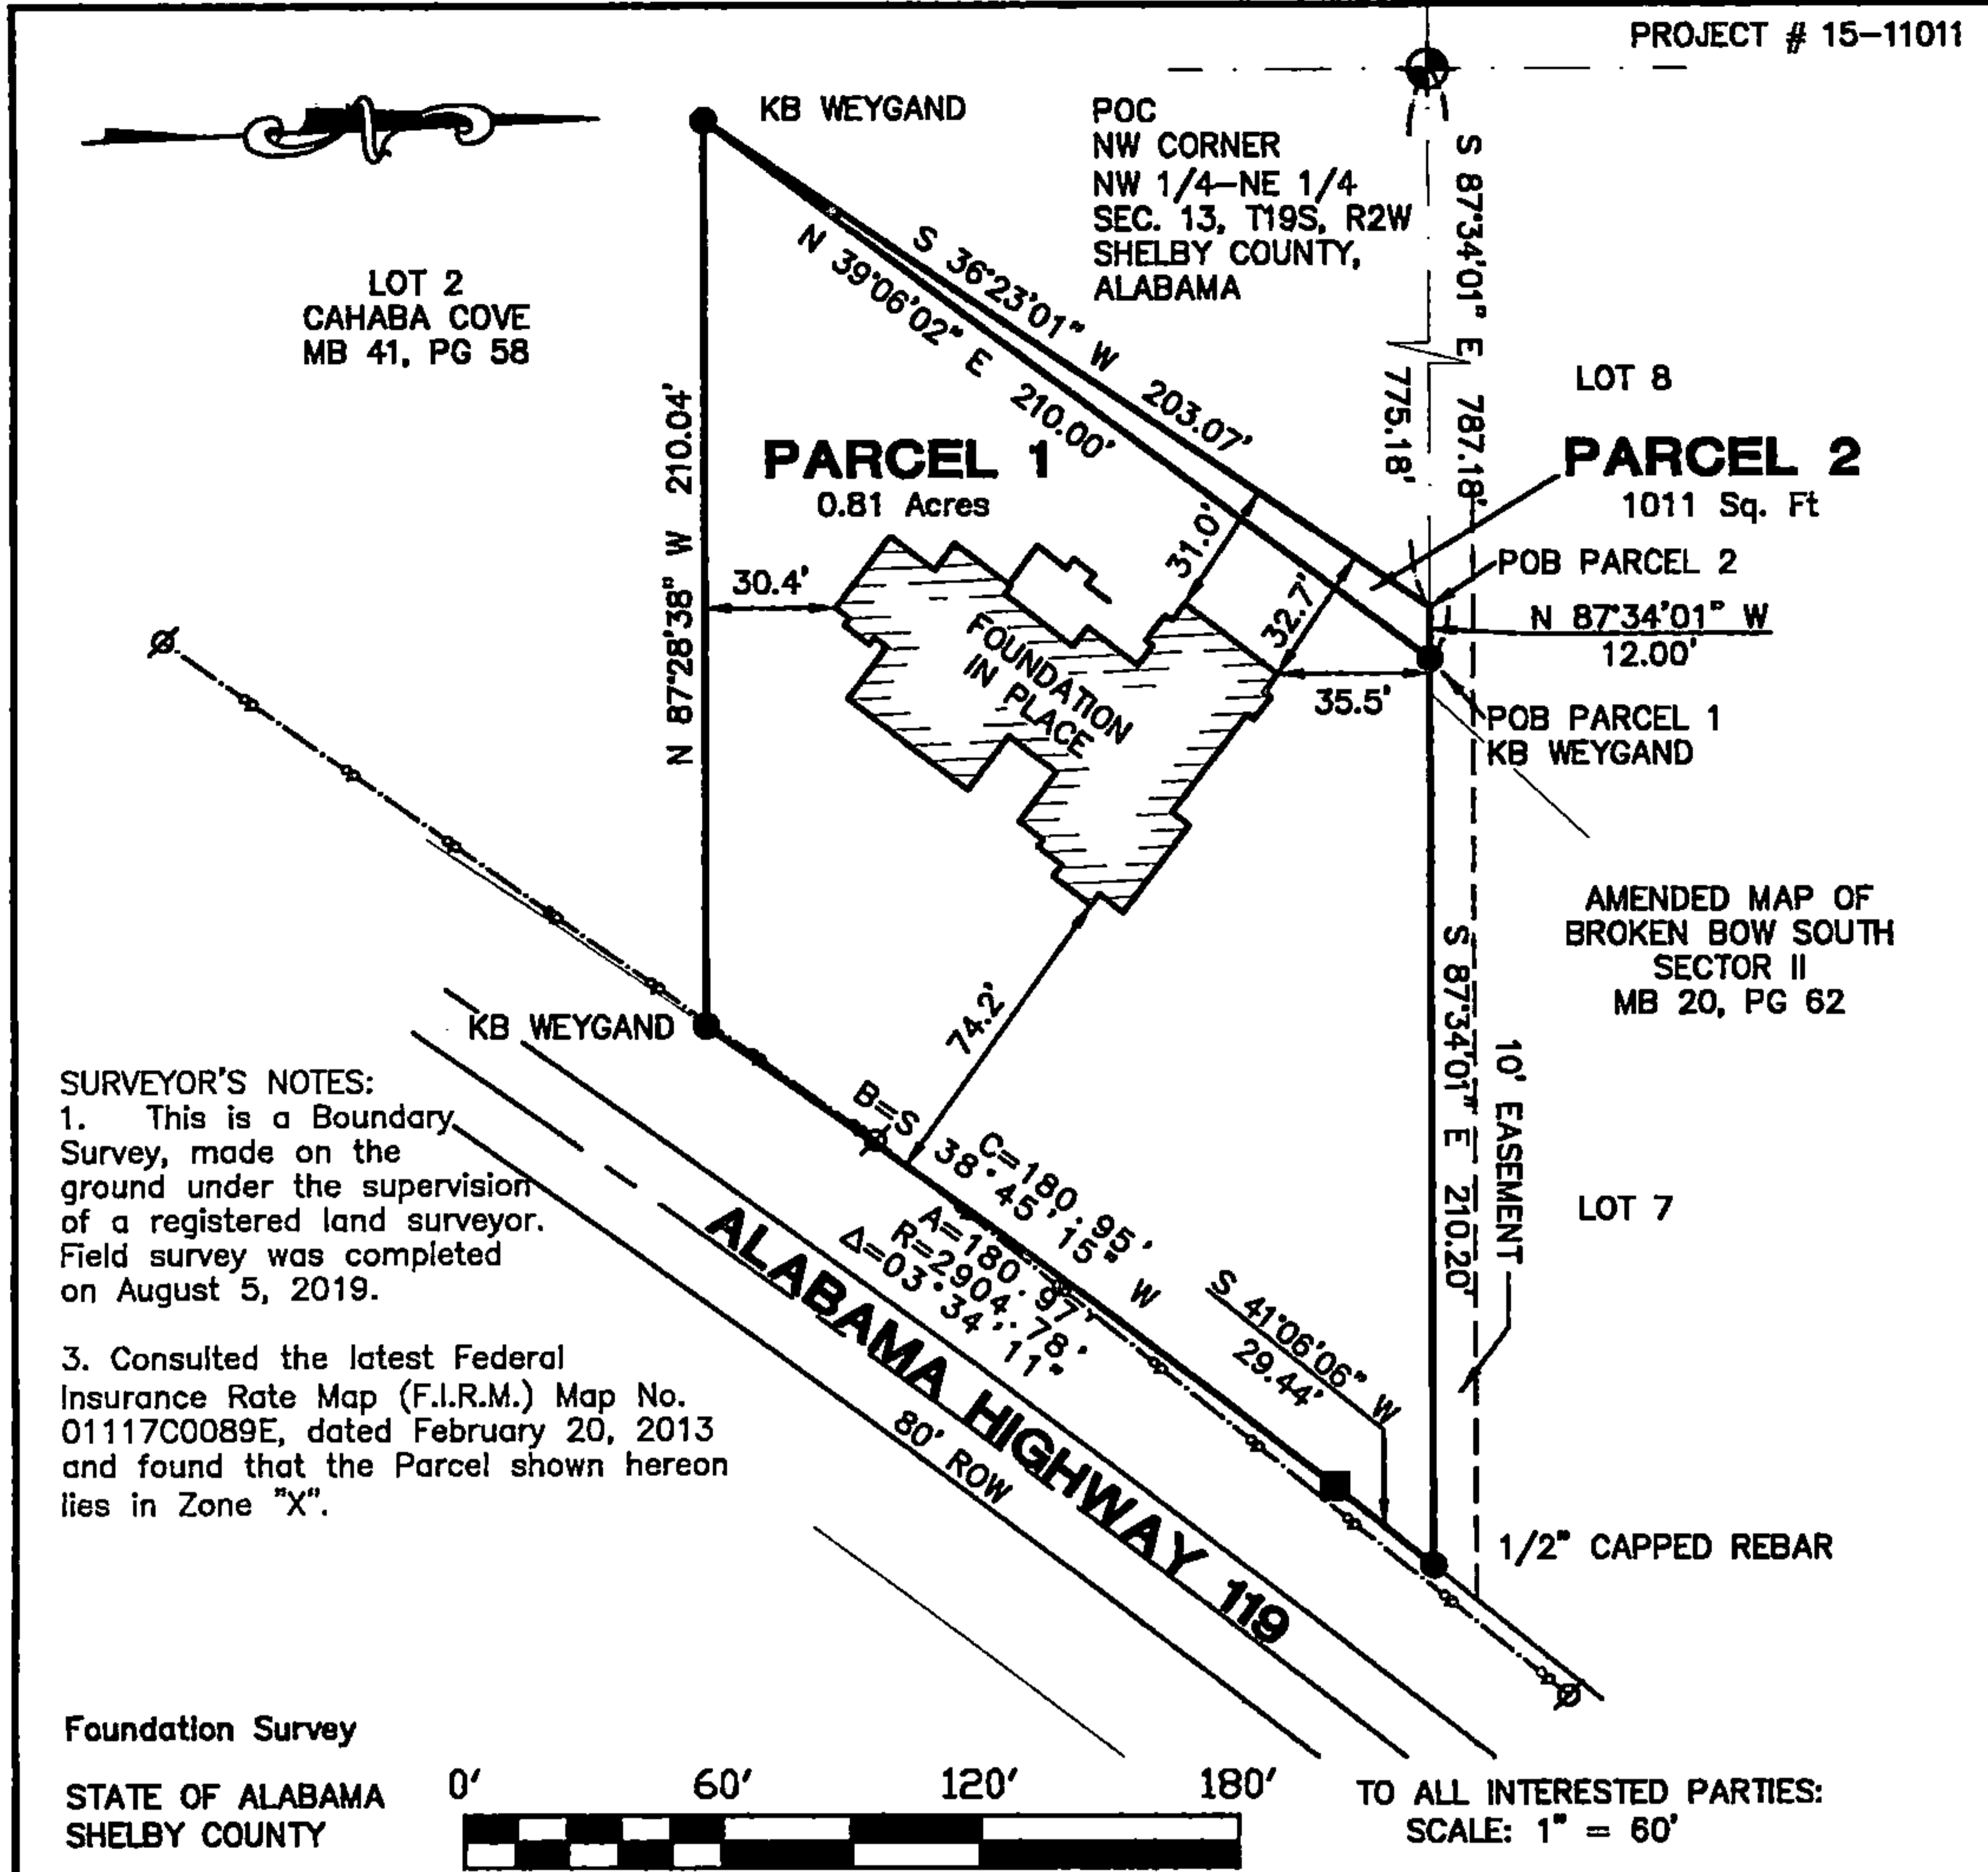 PROJECT # 15-11011
KB WEYGAND
POC
NW CORNER
NW 1/4-NE 1/4
SEC. 13, T19S, R2W
SHELBY COUNTY,
ALABAMA
S 87°34'01" E 787.18'
775.18'
LOT 2
CAHABA COVE
MB 41, PG 58
S 36°23'01" W 203.07'
N 39°06'02" E 210.00'
N 87°28'38" W 210.04'
PARCEL 1
0.81 Acres
LOT 8
PARCEL 2
1011 Sq. Ft
POB PARCEL 2
N 87°34'01" W
12.00'
POB PARCEL 1
KB WEYGAND
30.4'
31.0'
32.7'
35.5'
FOUNDATION
IN PLACE
74.2'
AMENDED MAP OF
BROKEN BOW SOUTH
SECTOR II
MB 20, PG 62
S 87°34'01" E 210.20'
10' EASEMENT
LOT 7
KB WEYGAND
SURVEYOR'S NOTES:
1. This is a Boundary
Survey, made on the
ground under the supervision
of a registered land surveyor.
Field survey was completed
on August 5, 2019.
3. Consulted the latest Federal
Insurance Rate Map (F.I.R.M.) Map No.
01117C0089E, dated February 20, 2013
and found that the Parcel shown hereon
lies in Zone "X".
C=180.95'
B=S 38°45'15" W
A=180.97'
R=2904.78'
Δ=03°34'11"
S 41°06'06" W
29.44'
ALABAMA HIGHWAY 119
80' ROW
1/2" CAPPED REBAR
Foundation Survey
STATE OF ALABAMA
SHELBY COUNTY
0' 60' 120' 180'
TO ALL INTERESTED PARTIES:
SCALE: 1" = 60'